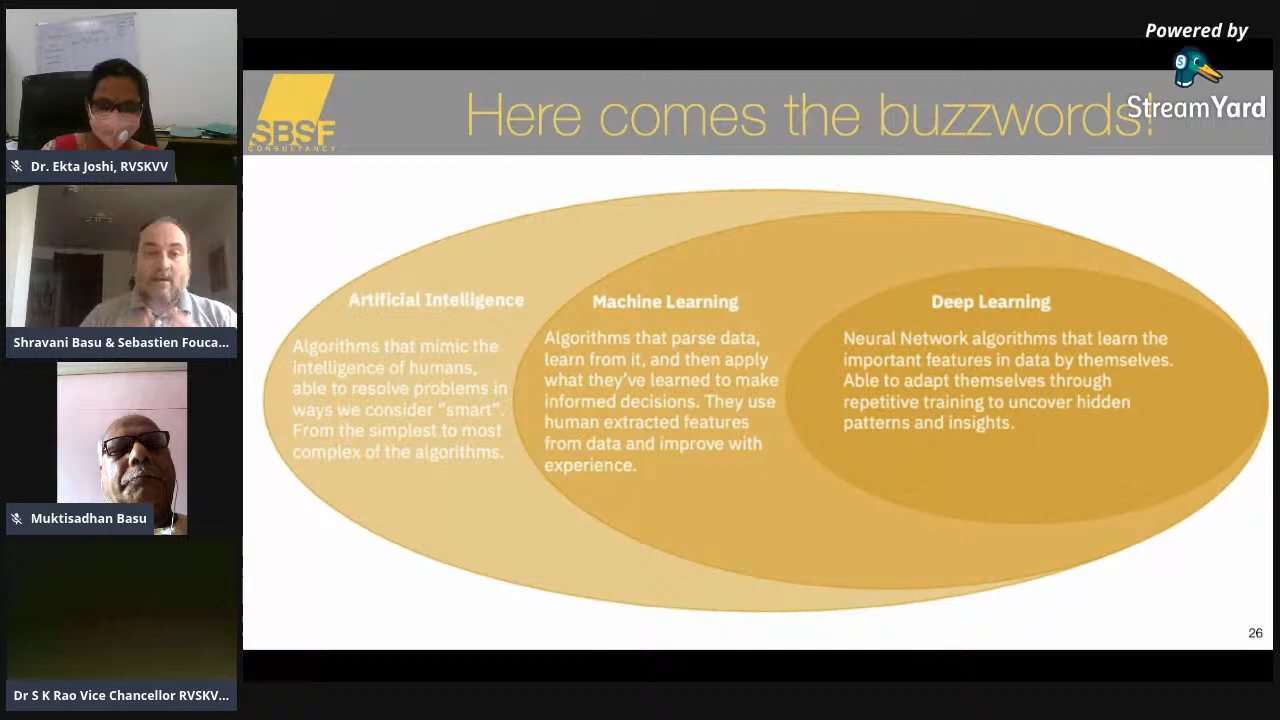 Powered by
StreamYard
SBSF
CONSULTANCY
Here comes the buzzwords!
Dr. Ekta Joshi, RVSKVV
Shravani Basu & Sebastien Fouca...
Muktisadhan Basu
Dr S K Rao Vice Chancellor RVSKV...
Artificial Intelligence
Algorithms that mimic the
intelligence of humans,
able to resolve problems in
ways we consider “smart”.
From the simplest to most
complex of the algorithms.
Machine Learning
Algorithms that parse data,
learn from it, and then apply
what they’ve learned to make
informed decisions. They use
human extracted features
from data and improve with
experience.
Deep Learning
Neural Network algorithms that learn the
important features in data by themselves.
Able to adapt themselves through
repetitive training to uncover hidden
patterns and insights.
26